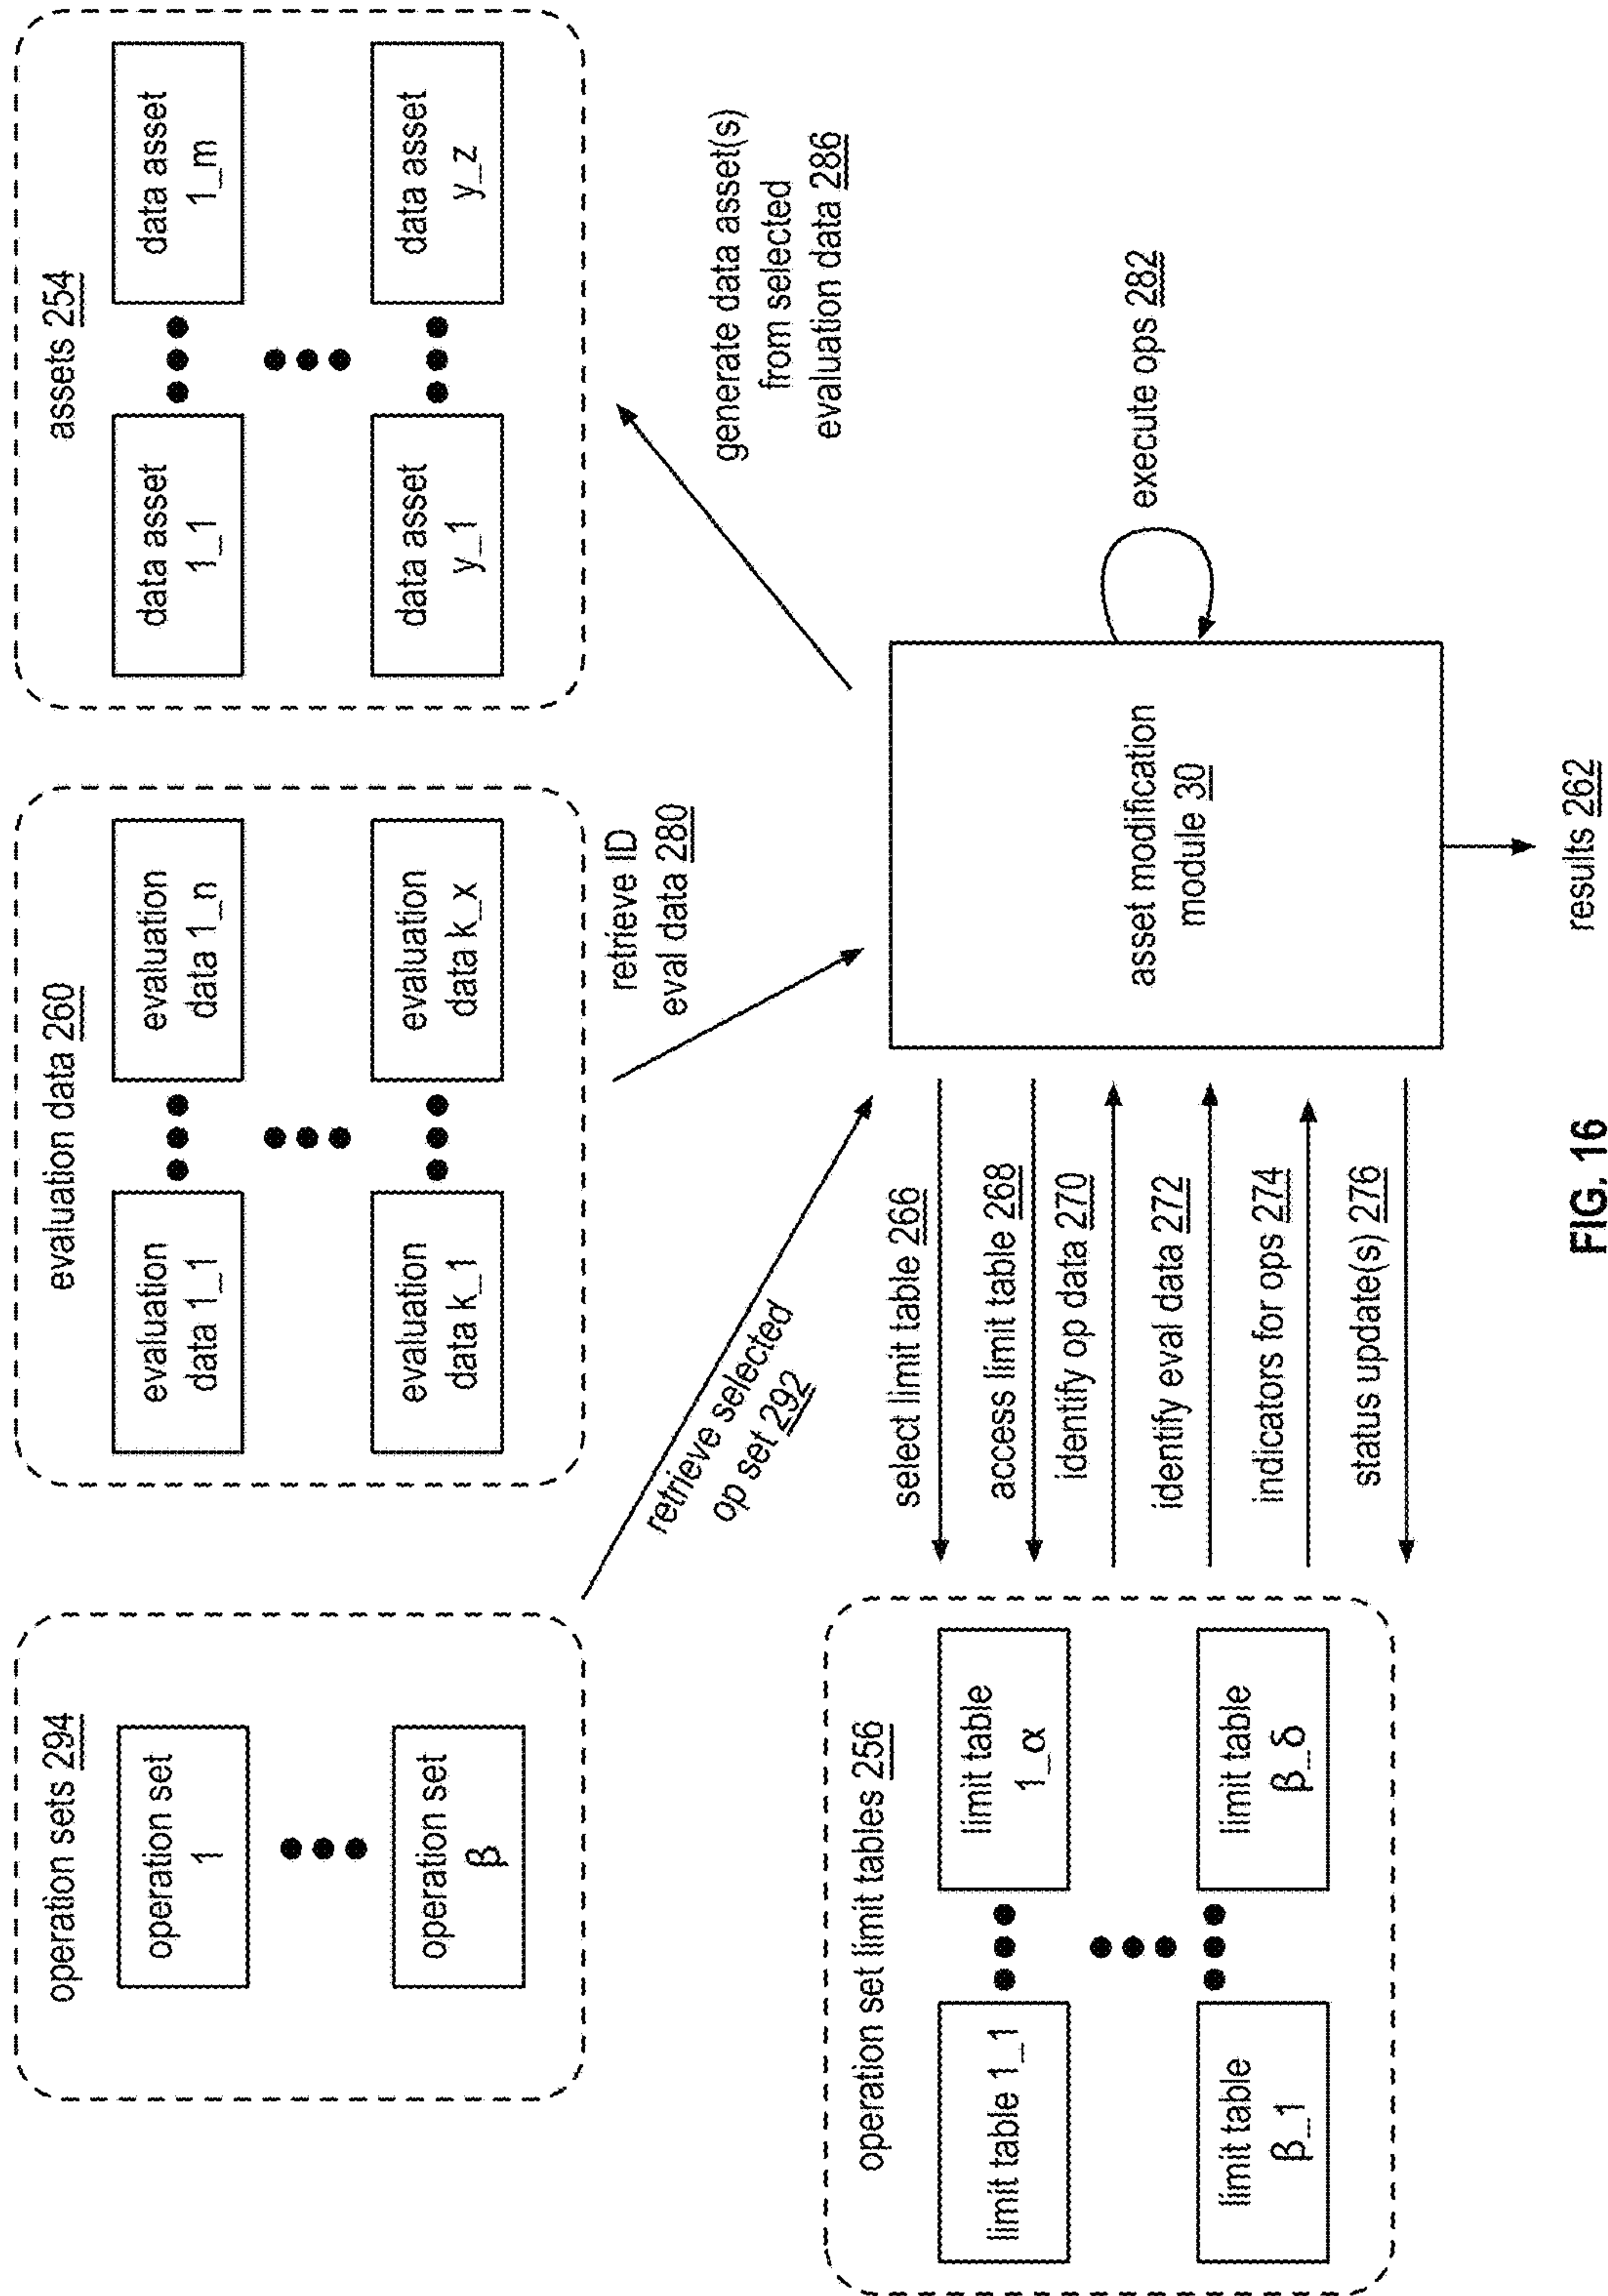 operation sets 294
operation set
1
operation set
β
evaluation data 260
evaluation
data 1_1
evaluation
data 1_n
evaluation
data k_1
evaluation
data k_x
assets 254
data asset
1_1
data asset
1_m
data asset
y_1
data asset
y_z
retrieve selected
op set 292
retrieve ID
eval data 280
generate data asset(s)
from selected
evaluation data 286
operation set limit tables 256
limit table 1_1
limit table
1_α
limit table
β_1
limit table
β_δ
select limit table 266
access limit table 268
identify op data 270
identify eval data 272
indicators for ops 274
status update(s) 276
asset modification
module 30
execute ops 282
results 262
FIG. 16